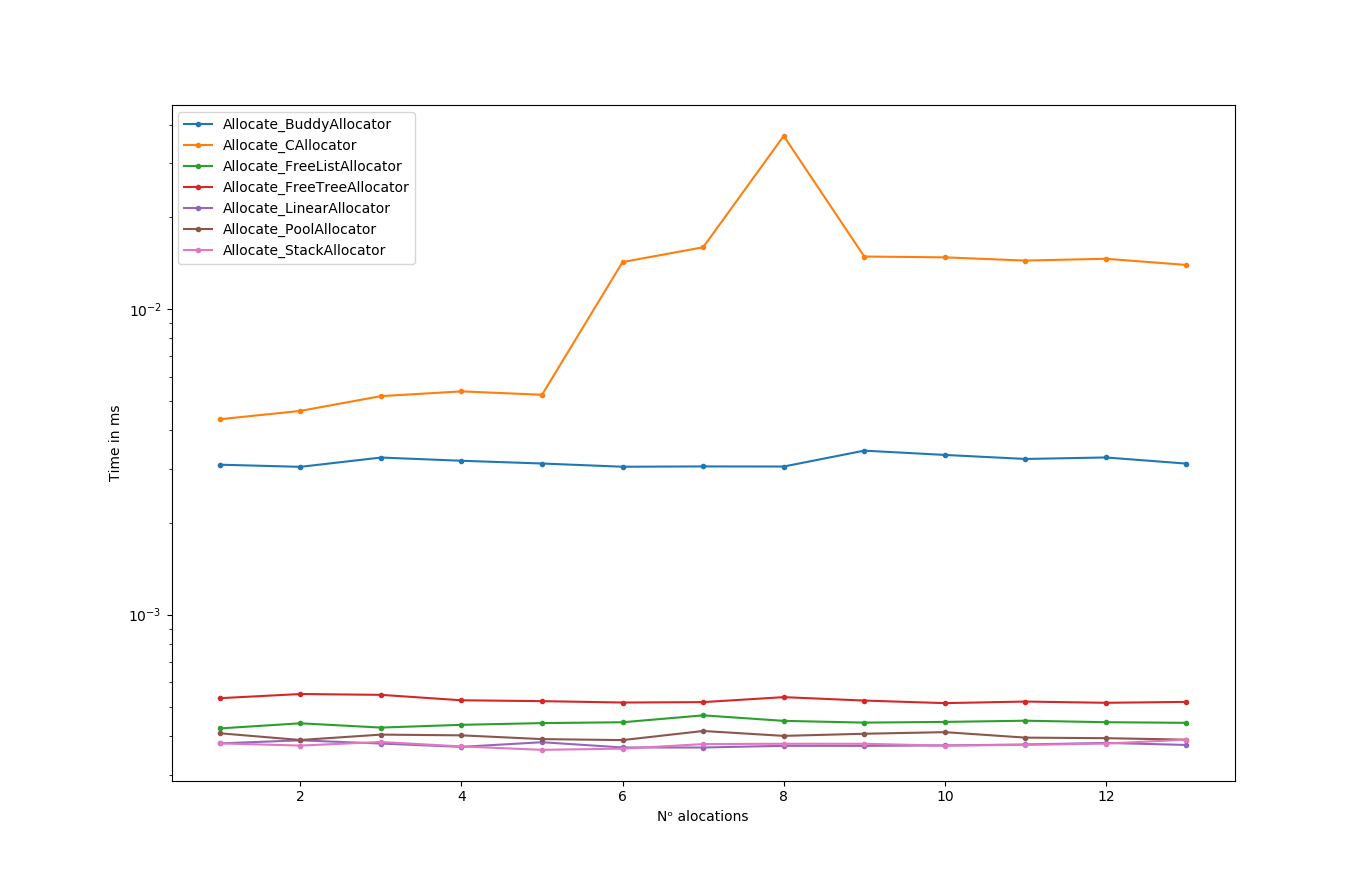 Allocate_BuddyAllocator
Allocate_CAllocator
Allocate_FreeListAllocator
Allocate_FreeTreeAllocator
Allocate_LinearAllocator
Allocate_PoolAllocator
Allocate_StackAllocator
10⁻²
10⁻³
Time in ms
2 4 6 8 10 12
Nᵒ alocations